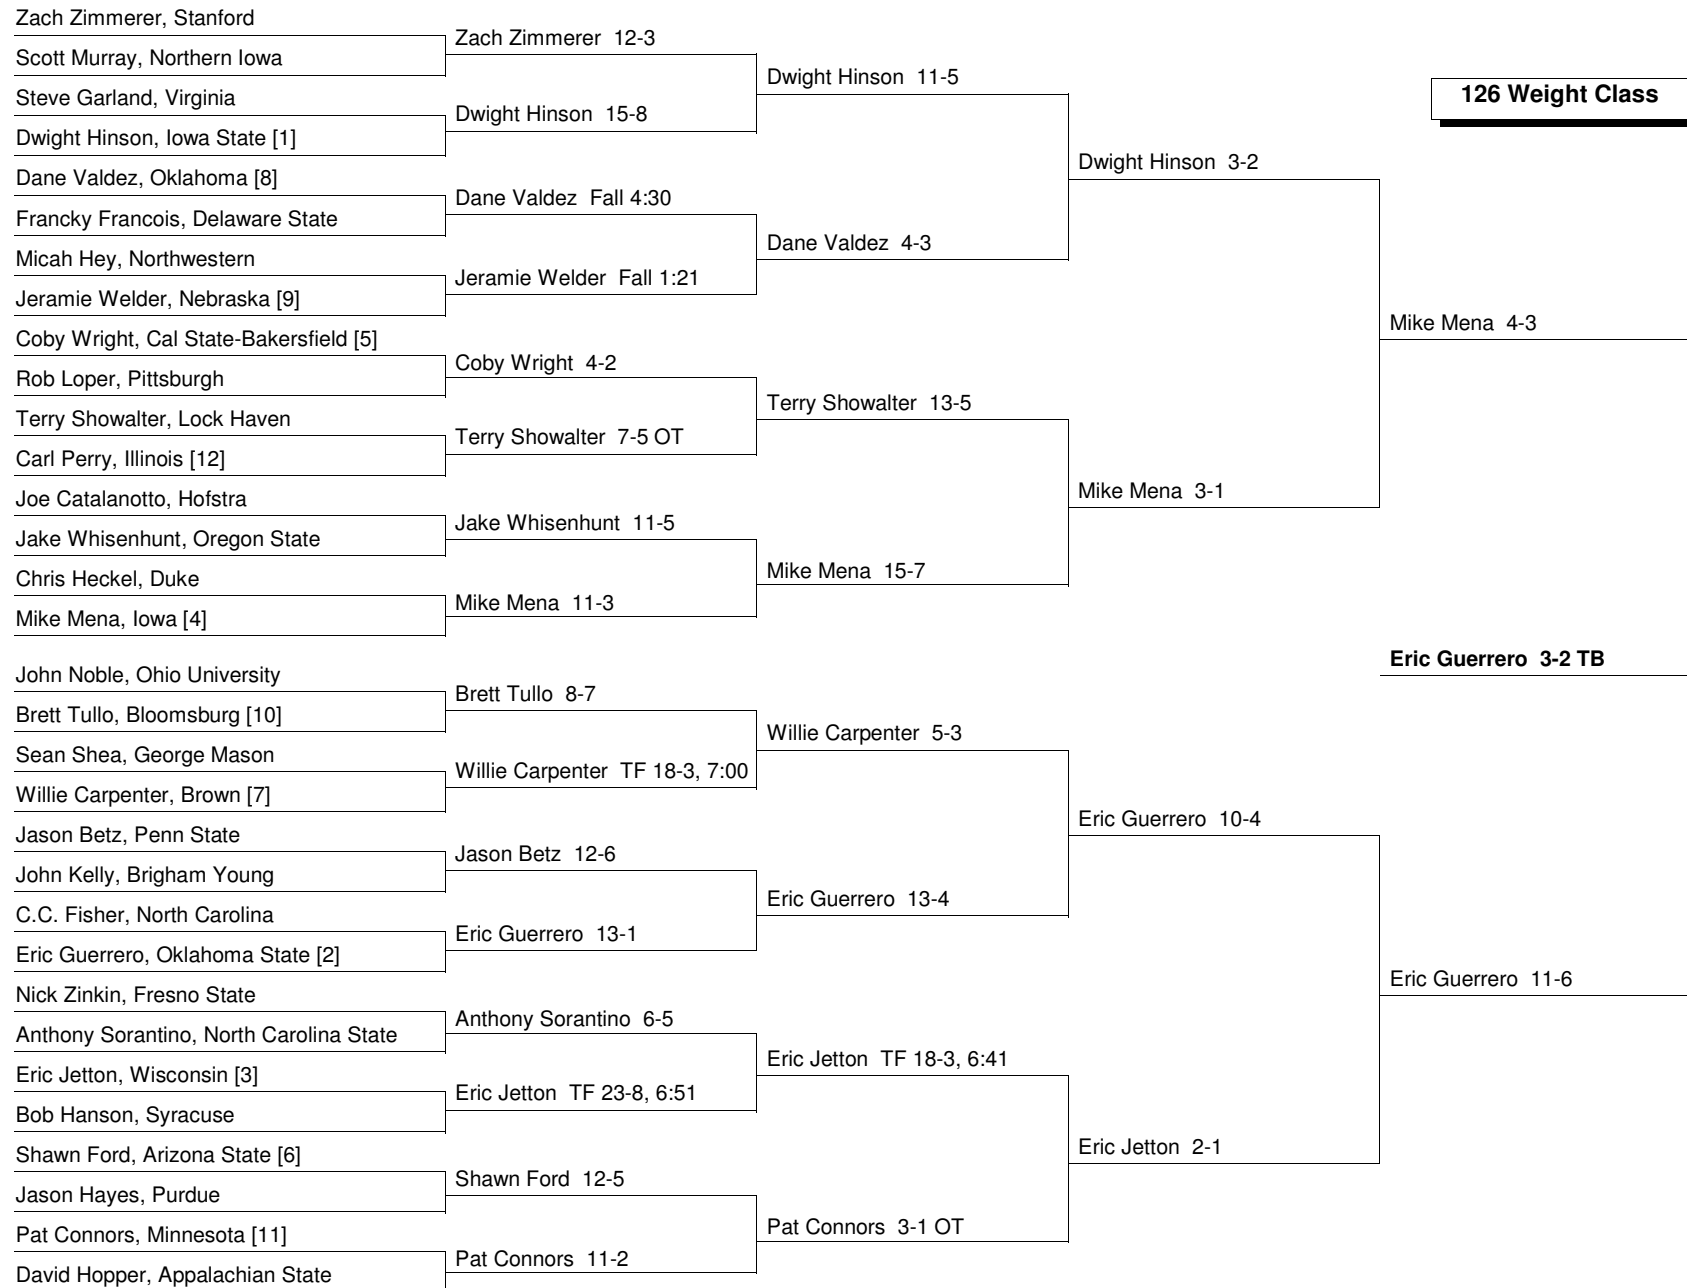 Zach Zimmerer, Stanford
Scott Murray, Northern Iowa
Steve Garland, Virginia
Dwight Hinson, Iowa State [1]
Dane Valdez, Oklahoma [8]
Francky Francois, Delaware State
Micah Hey, Northwestern
Jeramie Welder, Nebraska [9]
Coby Wright, Cal State-Bakersfield [5]
Rob Loper, Pittsburgh
Terry Showalter, Lock Haven
Carl Perry, Illinois [12]
Joe Catalanotto, Hofstra
Jake Whisenhunt, Oregon State
Chris Heckel, Duke
Mike Mena, Iowa [4]
John Noble, Ohio University
Brett Tullo, Bloomsburg [10]
Sean Shea, George Mason
Willie Carpenter, Brown [7]
Jason Betz, Penn State
John Kelly, Brigham Young
C.C. Fisher, North Carolina
Eric Guerrero, Oklahoma State [2]
Nick Zinkin, Fresno State
Anthony Sorantino, North Carolina State
Eric Jetton, Wisconsin [3]
Bob Hanson, Syracuse
Shawn Ford, Arizona State [6]
Jason Hayes, Purdue
Pat Connors, Minnesota [11]
David Hopper, Appalachian State
Zach Zimmerer 12-3
Dwight Hinson 15-8
Dane Valdez Fall 4:30
Jeramie Welder Fall 1:21
Coby Wright 4-2
Terry Showalter 7-5 OT
Jake Whisenhunt 11-5
Mike Mena 11-3
Brett Tullo 8-7
Willie Carpenter TF 18-3, 7:00
Jason Betz 12-6
Eric Guerrero 13-1
Anthony Sorantino 6-5
Eric Jetton TF 23-8, 6:51
Shawn Ford 12-5
Pat Connors 11-2
Dwight Hinson 11-5
Dane Valdez 4-3
Terry Showalter 13-5
Mike Mena 15-7
Willie Carpenter 5-3
Eric Guerrero 13-4
Eric Jetton TF 18-3, 6:41
Pat Connors 3-1 OT
Dwight Hinson 3-2
Mike Mena 3-1
Eric Guerrero 10-4
Eric Jetton 2-1
126 Weight Class
Mike Mena 4-3
Eric Guerrero 3-2 TB
Eric Guerrero 11-6